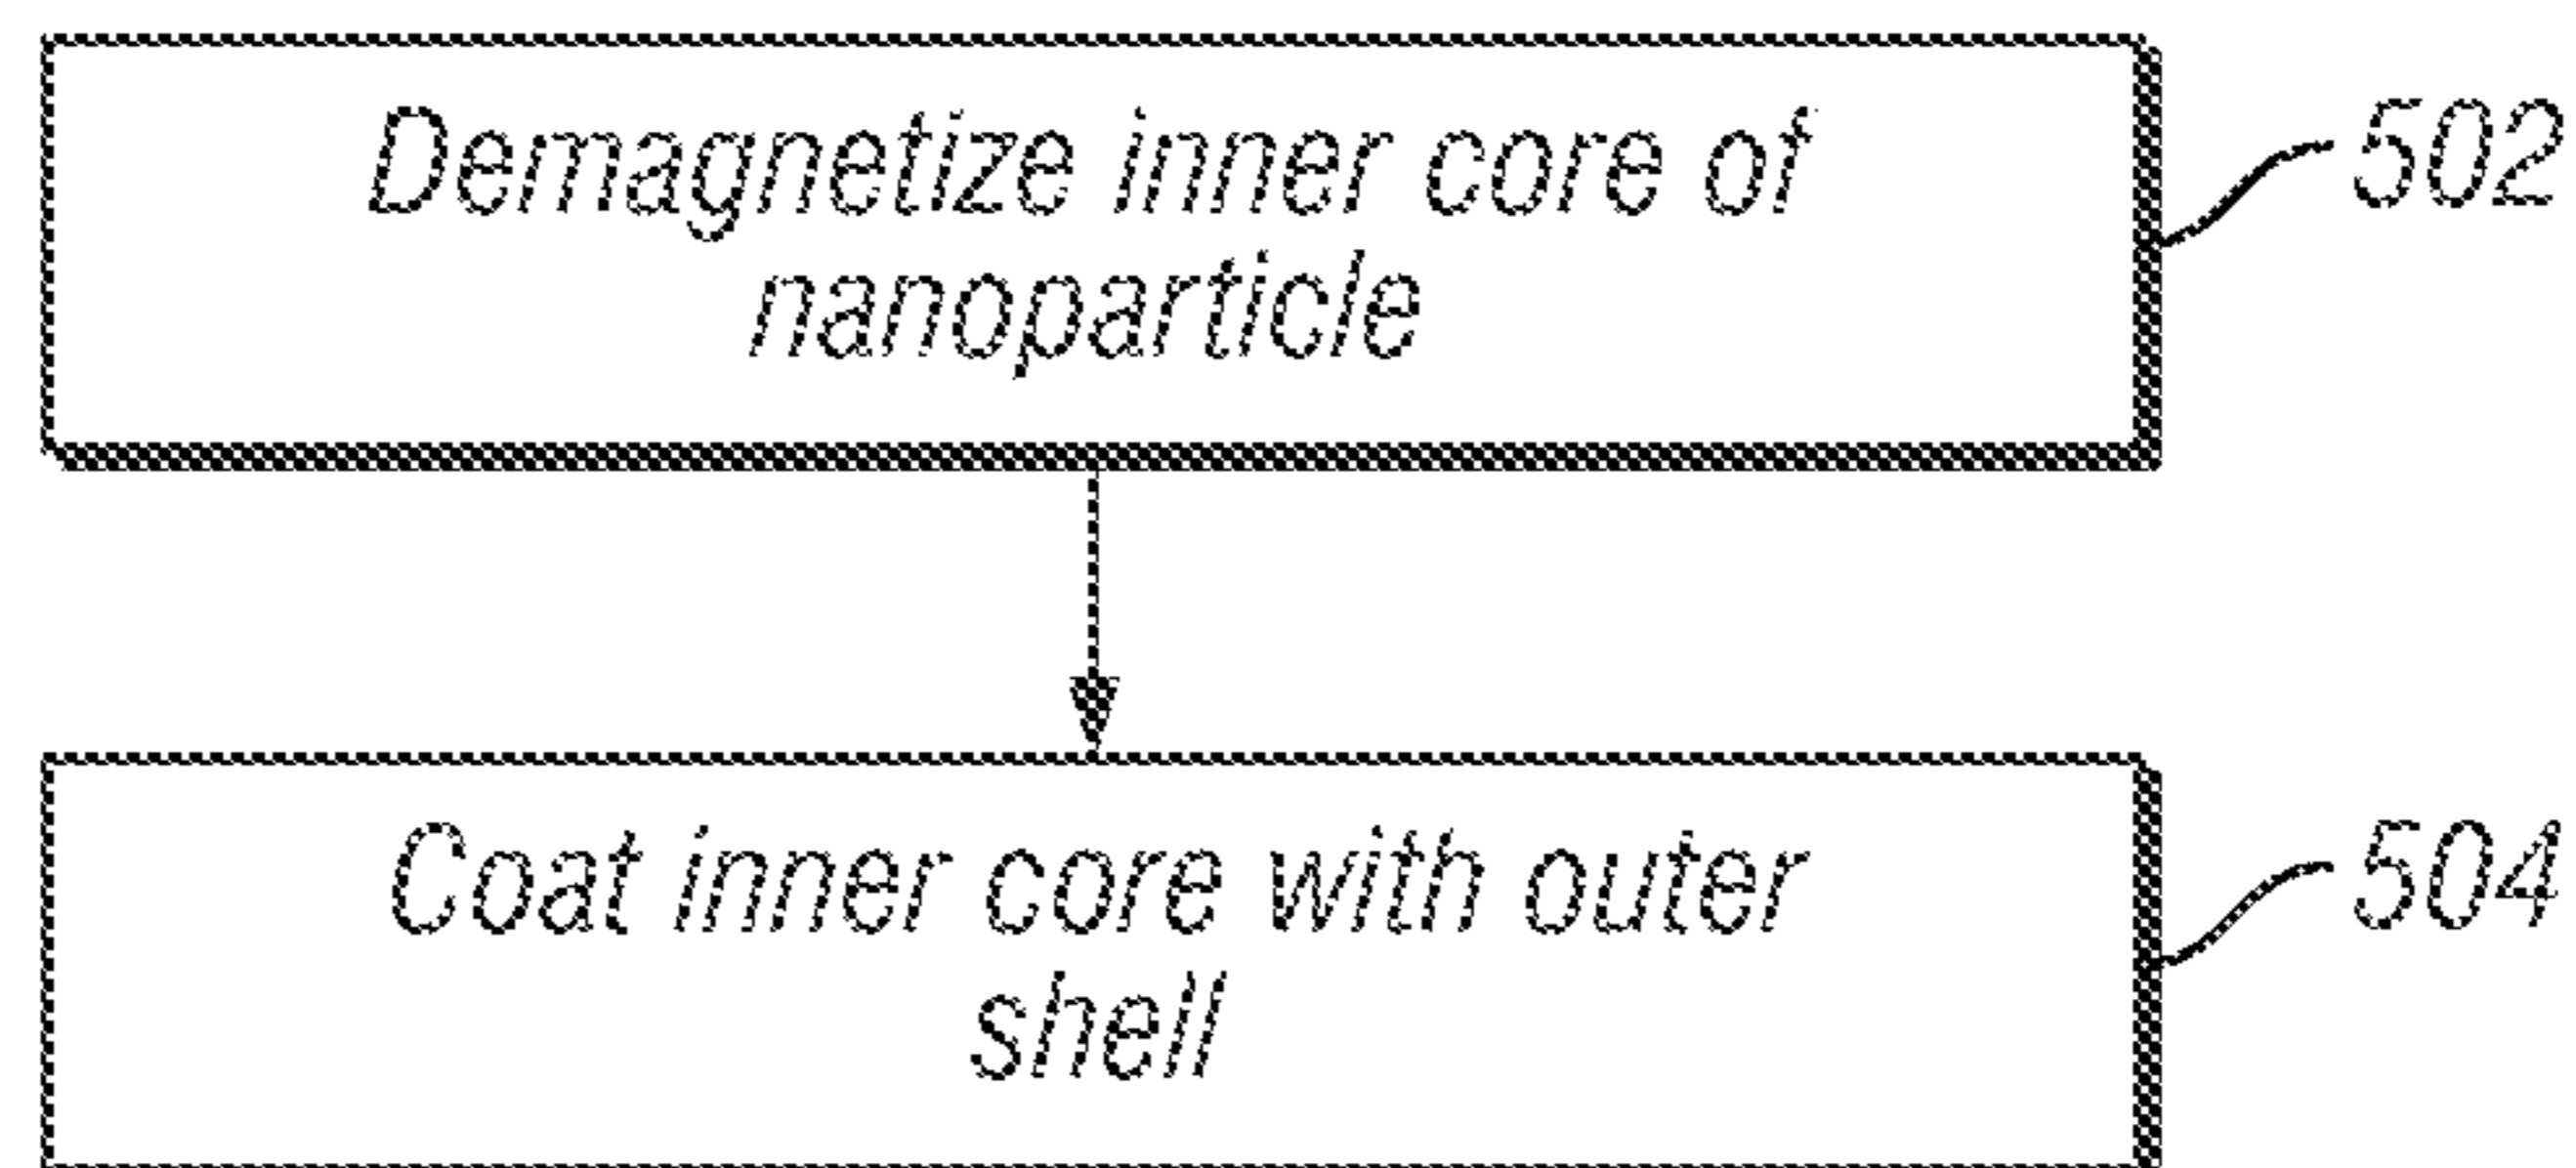 Demagnetize inner core of
nanoparticle
502
Coat inner core with outer
shell
504